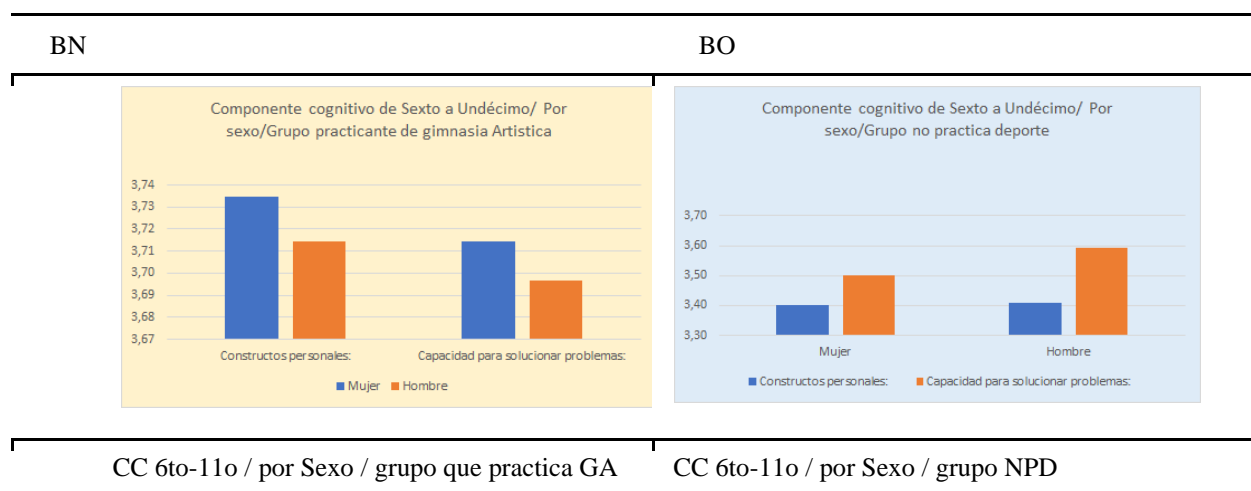 BN
BO
Componente cognitivo de Sexto a Undécimo/ Por
sexo/Grupo practicante de gimnasia Artistica
3,74
3,73
3,72
3,71
3,70
3,69
3,68
3,67
Constructos personales:
Capacidad para solucionar problemas:
Mujer Hombre
Componente cognitivo de Sexto a Undécimo/ Por
sexo/Grupo no practica deporte
3,70
3,60
3,50
3,40
3,30
Mujer
Hombre
Constructos personales: Capacidad para solucionar problemas:
CC 6to-11o / por Sexo / grupo que practica GA
CC 6to-11o / por Sexo / grupo NPD